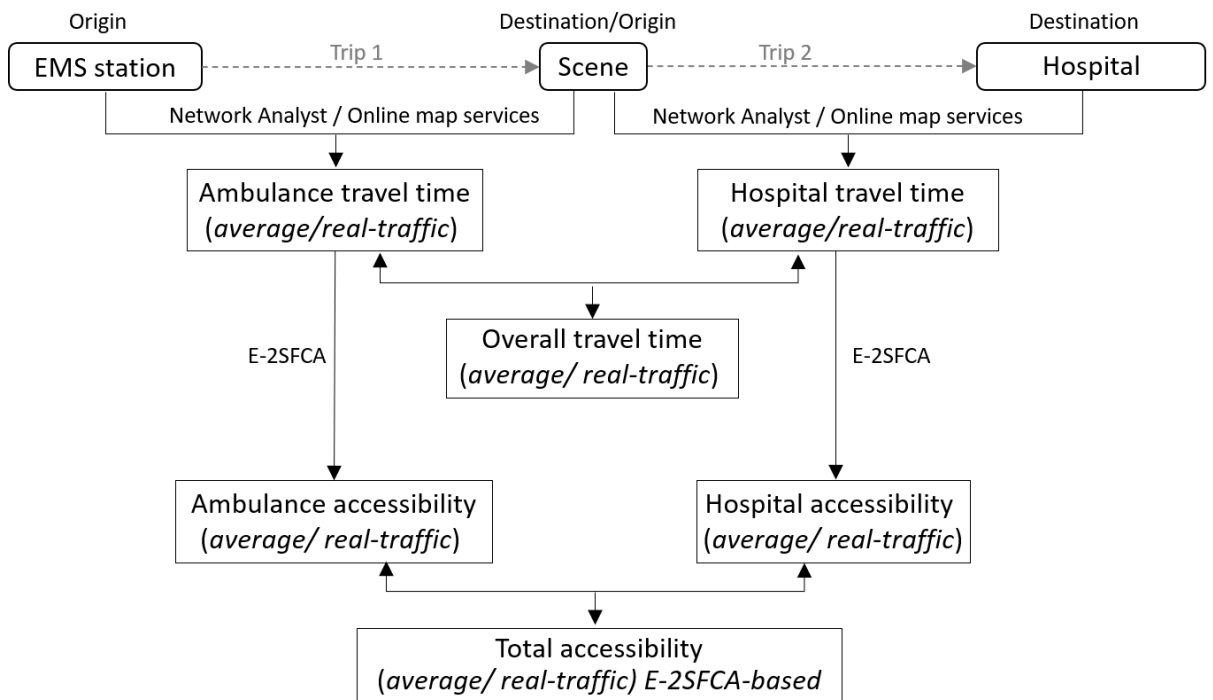 Origin
Destination/Origin
Destination
EMS station
Trip 1
Scene
Trip 2
Hospital
Network Analyst / Online map services
Network Analyst / Online map services
Ambulance travel time
(average/real-traffic)
Hospital travel time
(average/real-traffic)
Overall travel time
(average/ real-traffic)
E-2SFCA
E-2SFCA
Ambulance accessibility
(average/ real-traffic)
Hospital accessibility
(average/ real-traffic)
Total accessibility
(average/ real-traffic) E-2SFCA-based